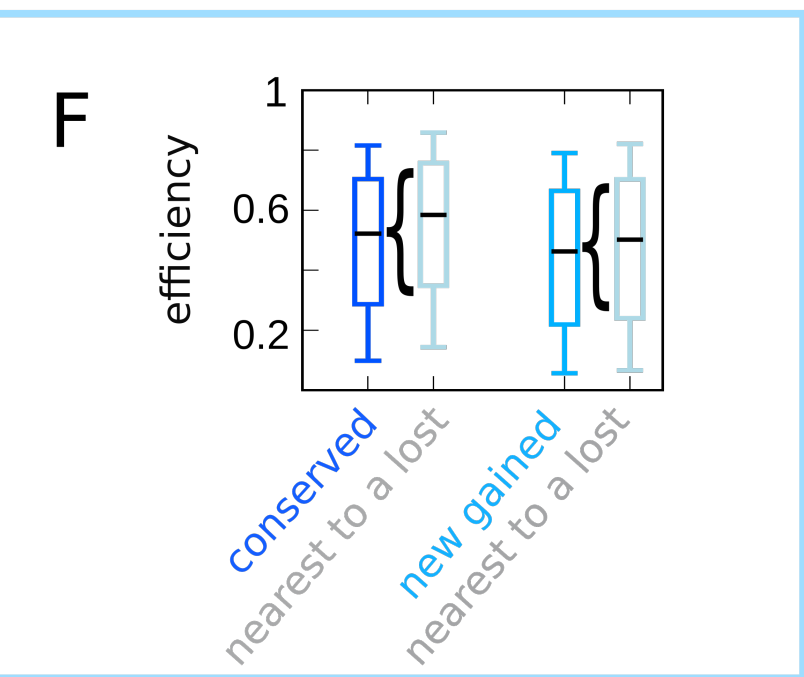 F
efficiency
1
0.6
0.2
conserved
nearest to a lost
new gained
nearest to a lost